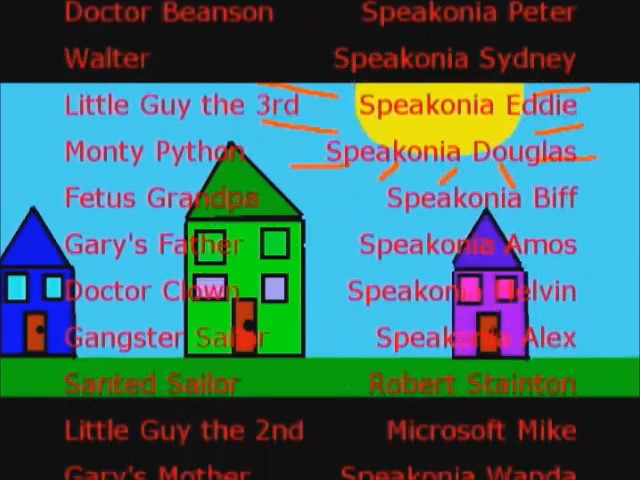 Doctor Beanson Speakonia Peter
Walter Speakonia Sydney
Little Guy the 3rd Speakonia Eddie
Monty Python Speakonia Douglas
Fetus Grandpa Speakonia Biff
Gary's Father Speakonia Amos
Doctor Clown Speakonia Melvin
Gangster Sailor Speakonia Alex
Santed Sailor Robert Stainton
Little Guy the 2nd Microsoft Mike
Gary's Mother Speakonia Wanda